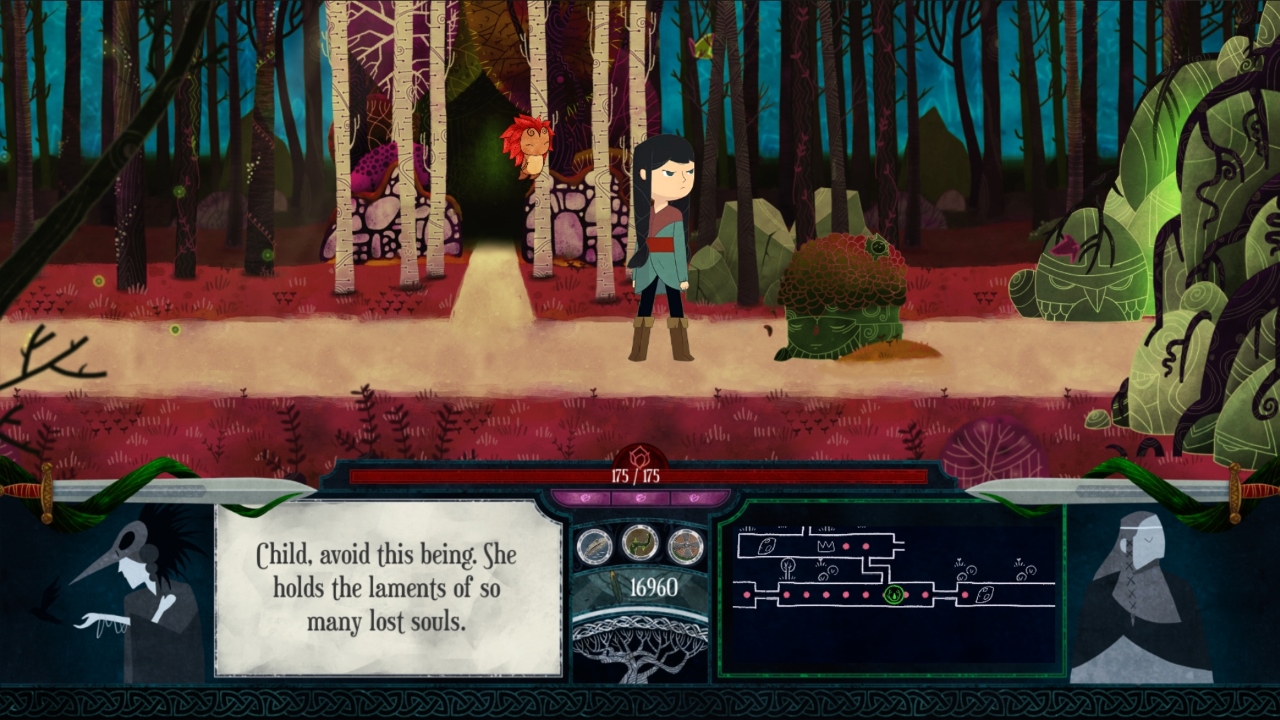 175 / 175
Child, avoid this being. She
holds the laments of so
many lost souls.
16960